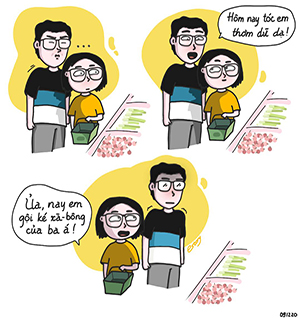 ...
Hôm nay tóc em
thơm dữ dạ!
Ủa, nay em
gội ké xà-bông
của ba á!
091220